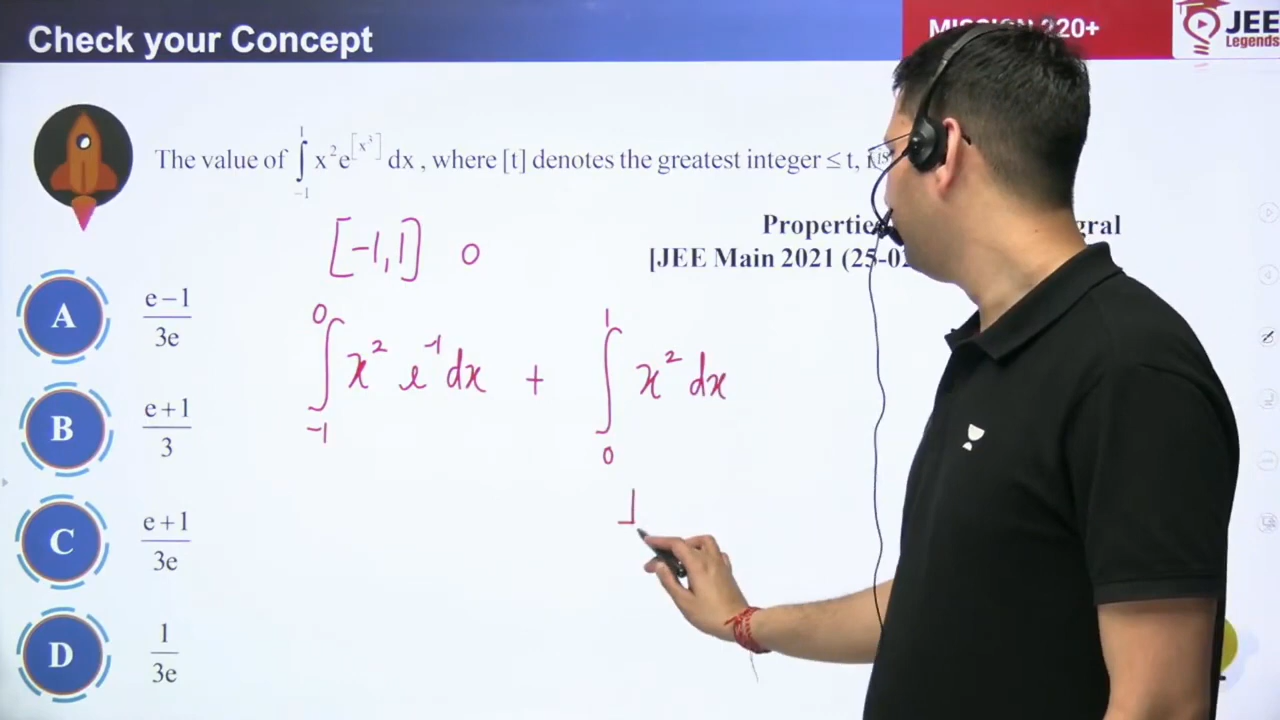 Check your Concept
MISSION 220+
JEE
Legends
The value of ∫₋₁¹ x²e^[x³] dx , where [t] denotes the greatest integer ≤ t, is
[-1,1] 0
[JEE Main 2021 (25-02
∫₋₁⁰ x² e⁻¹ dx + ∫₀¹ x² dx
1
A e−1/3e
B e+1/3
C e+1/3e
D 1/3e